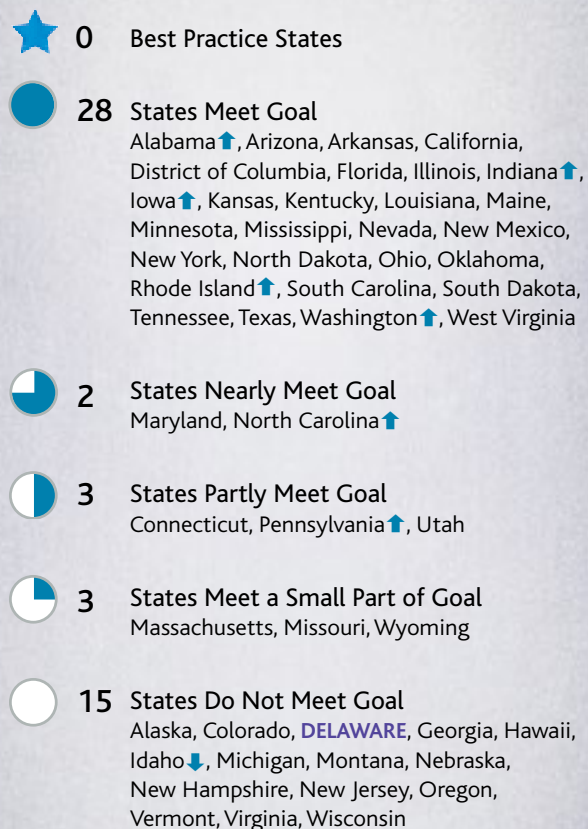 0 Best Practice States
28 States Meet Goal
Alabama⬆, Arizona, Arkansas, California,
District of Columbia, Florida, Illinois, Indiana⬆,
Iowa⬆, Kansas, Kentucky, Louisiana, Maine,
Minnesota, Mississippi, Nevada, New Mexico,
New York, North Dakota, Ohio, Oklahoma,
Rhode Island⬆, South Carolina, South Dakota,
Tennessee, Texas, Washington⬆, West Virginia
2 States Nearly Meet Goal
Maryland, North Carolina⬆
3 States Partly Meet Goal
Connecticut, Pennsylvania⬆, Utah
3 States Meet a Small Part of Goal
Massachusetts, Missouri, Wyoming
15 States Do Not Meet Goal
Alaska, Colorado, DELAWARE, Georgia, Hawaii,
Idaho⬇, Michigan, Montana, Nebraska,
New Hampshire, New Jersey, Oregon,
Vermont, Virginia, Wisconsin